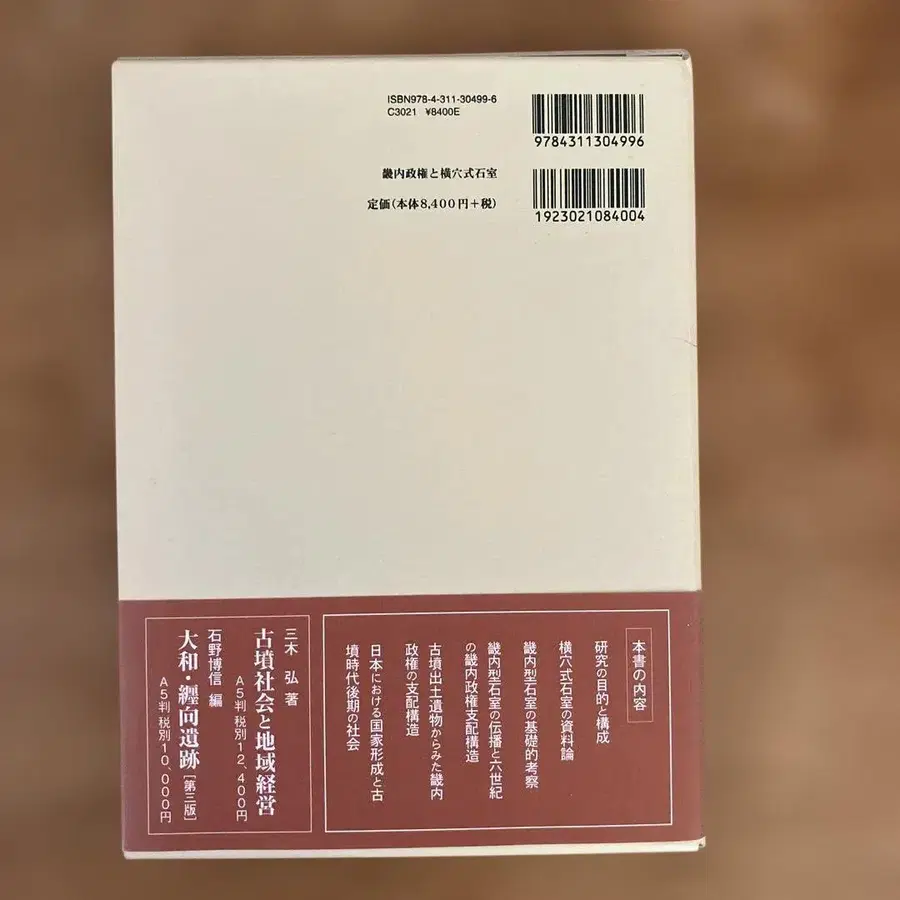 ISBN978-4-311-30499-6
C3021 ¥8400E
9784311304996
畿内政権と横穴式石室
定価(本体8,400円+税)
1923021084004
本書の内容
研究の目的と構成
横穴式石室の資料論
畿内型石室の基礎的考察
畿内型石室の伝播と六世紀
の畿内政権支配構造
古墳出土遺物からみた畿内
政権の支配構造
日本における国家形成と古
墳時代後期の社会
三木 弘 著
古墳社会と地域経営
A5判 税別12,400円
石野博信 編
大和・纒向遺跡[第三版]
A5判 税別10,000円